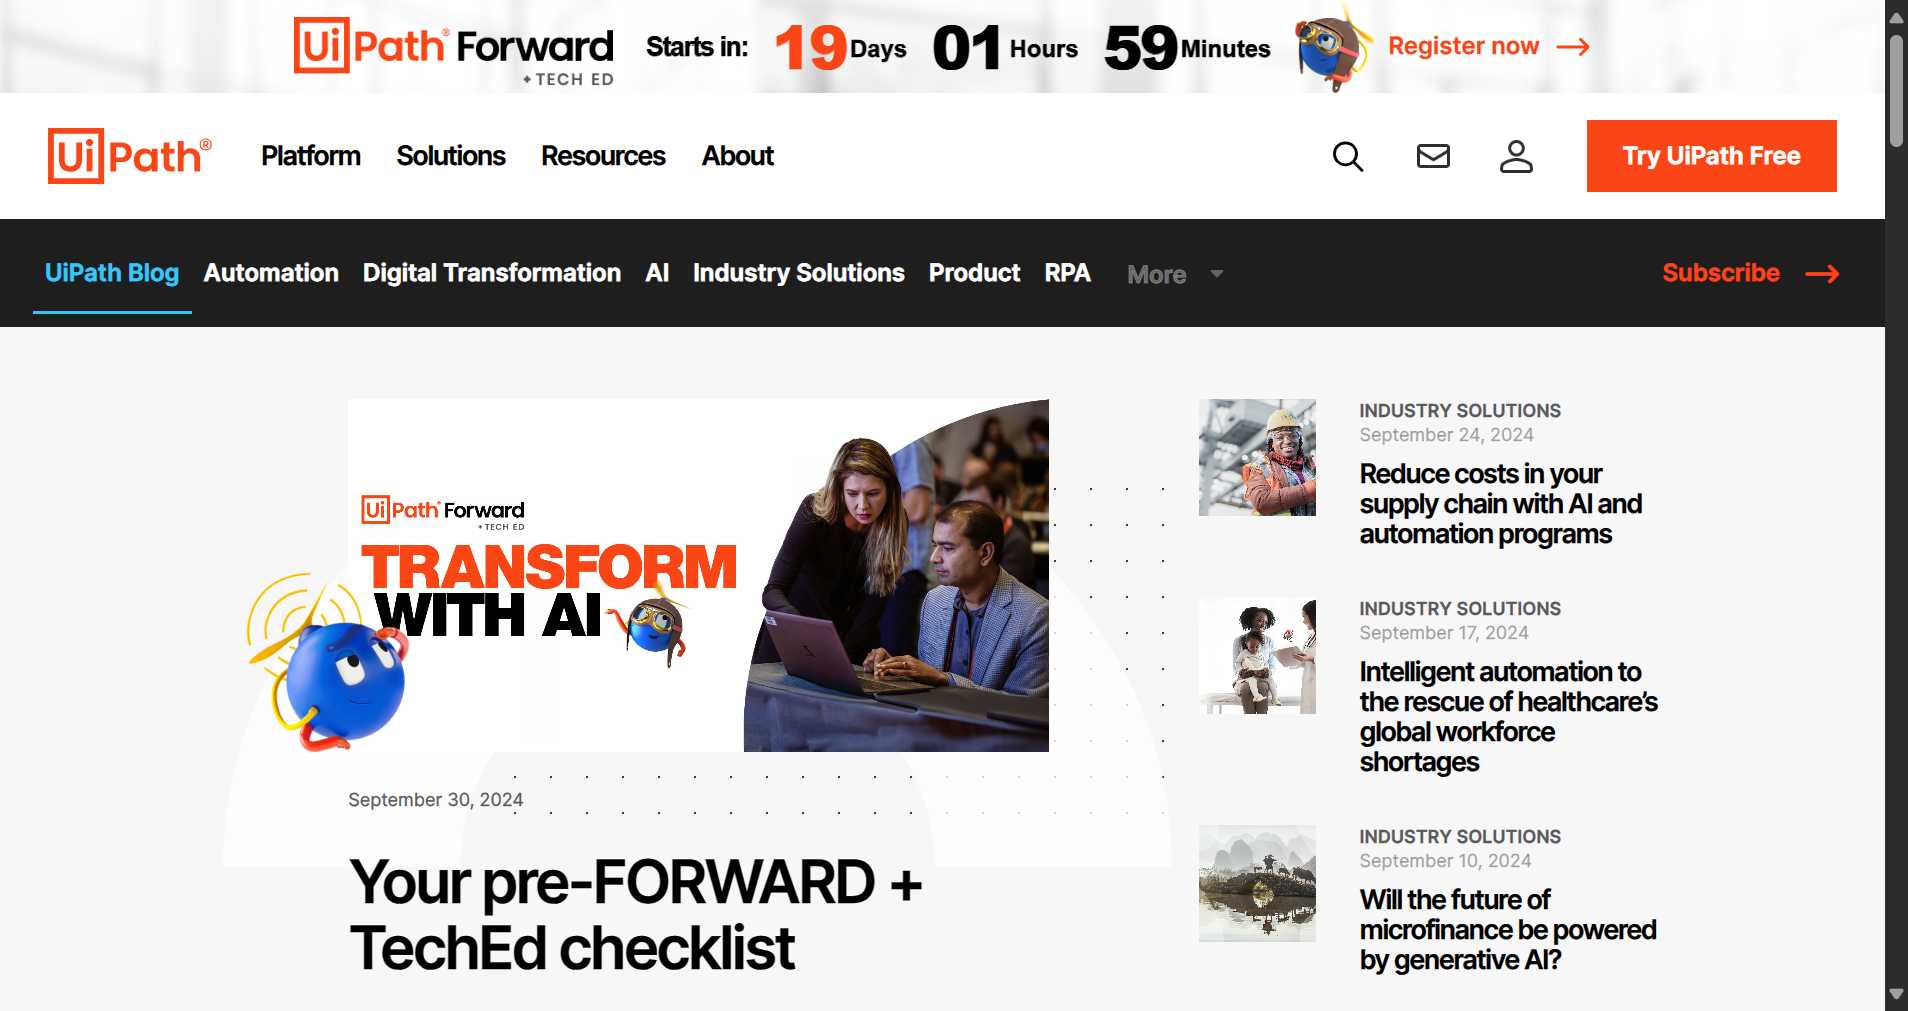 UiPath® Forward
+ TECH ED
Starts in: 19 Days 01 Hours 59 Minutes
Register now
UiPath®
Platform Solutions Resources About
Try UiPath Free
UiPath Blog Automation Digital Transformation AI Industry Solutions Product RPA More
Subscribe
UiPath® Forward
+ TECH ED
TRANSFORM
WITH AI
September 30, 2024
Your pre-FORWARD +
TechEd checklist
INDUSTRY SOLUTIONS
September 24, 2024
Reduce costs in your
supply chain with AI and
automation programs
INDUSTRY SOLUTIONS
September 17, 2024
Intelligent automation to
the rescue of healthcare’s
global workforce
shortages
INDUSTRY SOLUTIONS
September 10, 2024
Will the future of
microfinance be powered
by generative AI?